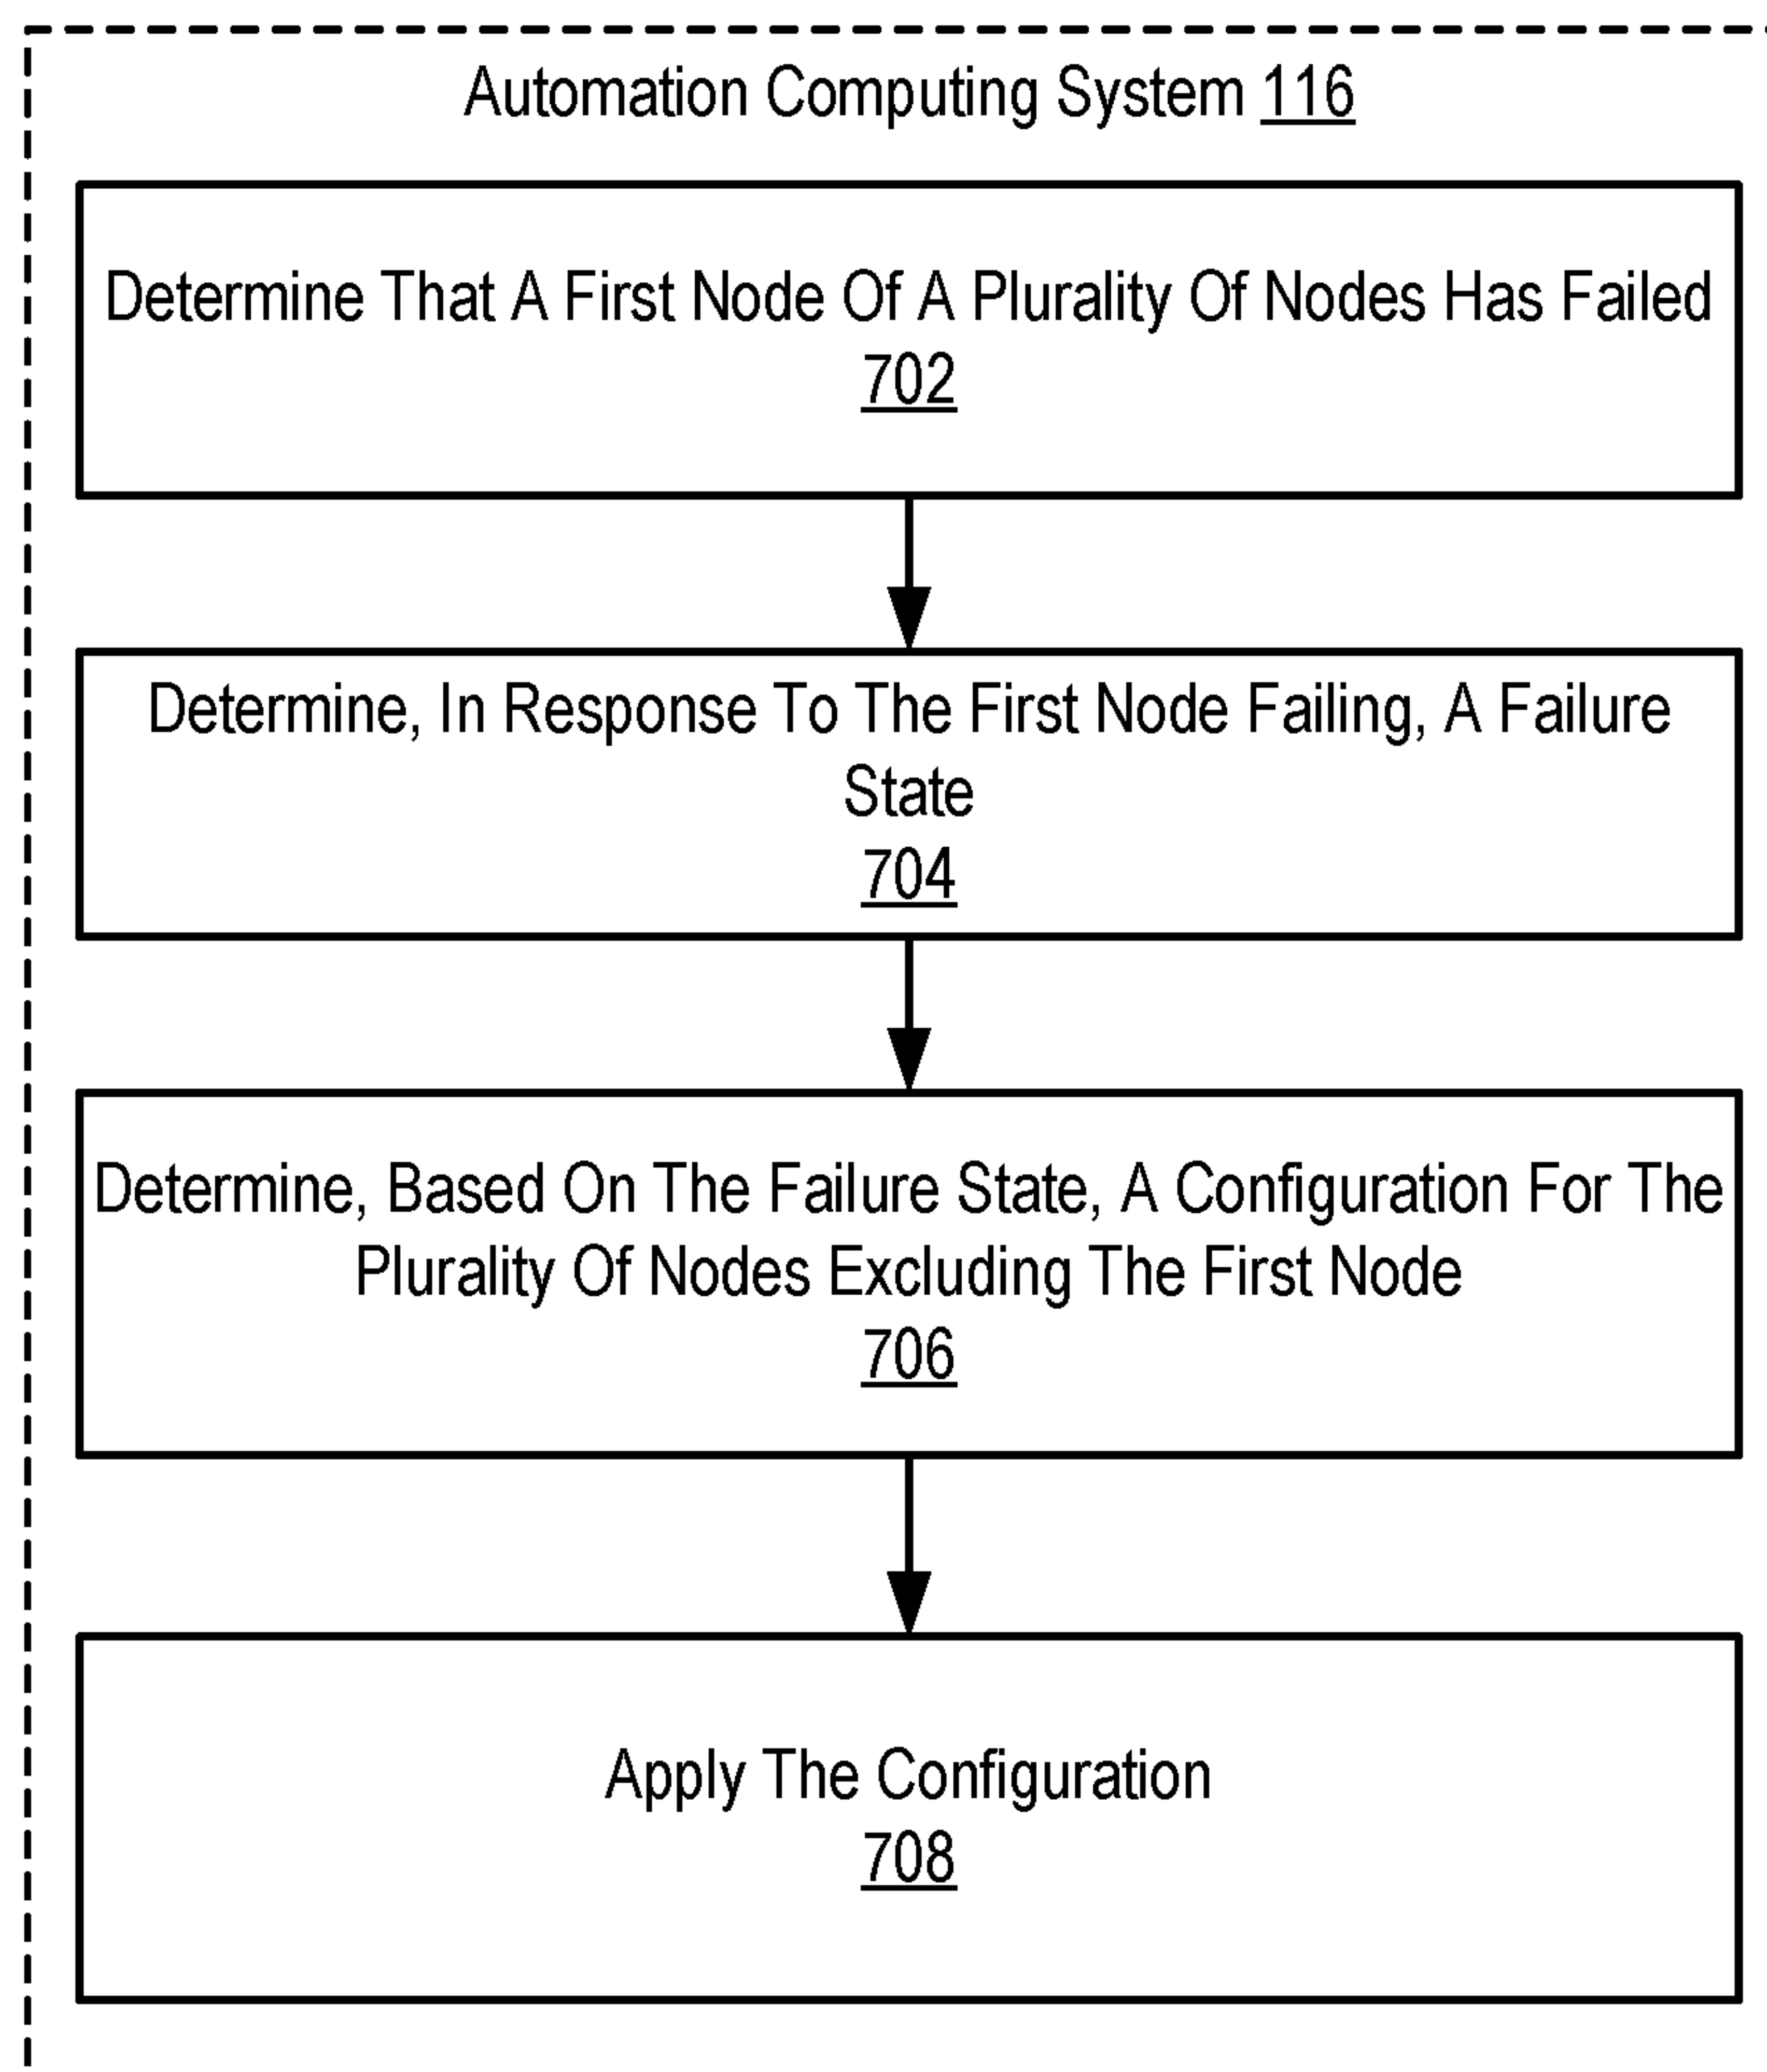 Automation Computing System 116
Determine That A First Node Of A Plurality Of Nodes Has Failed
702
Determine, In Response To The First Node Failing, A Failure
State
704
Determine, Based On The Failure State, A Configuration For The
Plurality Of Nodes Excluding The First Node
706
Apply The Configuration
708